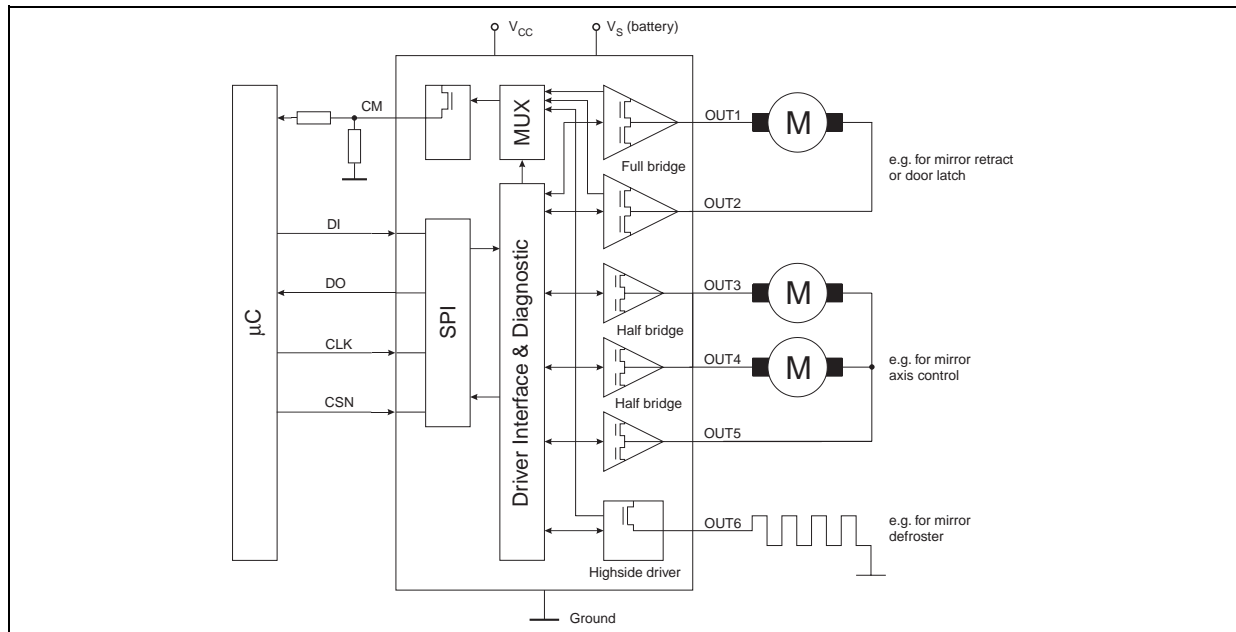 V_CC
V_S (battery)
CM
MUX
OUT1
M
Full bridge
e.g. for mirror retract
or door latch
OUT2
μC
DI
DO
CLK
CSN
SPI
Driver Interface & Diagnostic
OUT3
M
Half bridge
OUT4
M
e.g. for mirror
axis control
Half bridge
OUT5
OUT6
e.g. for mirror
defroster
Highside driver
Ground